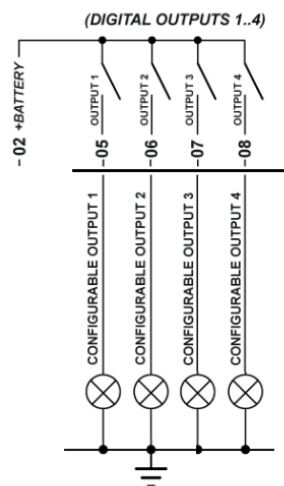 (DIGITAL OUTPUTS 1..4)
- 02 +BATTERY
OUTPUT 1
OUTPUT 2
OUTPUT 3
OUTPUT 4
-05
-06
-07
-08
CONFIGURABLE OUTPUT 1
CONFIGURABLE OUTPUT 2
CONFIGURABLE OUTPUT 3
CONFIGURABLE OUTPUT 4